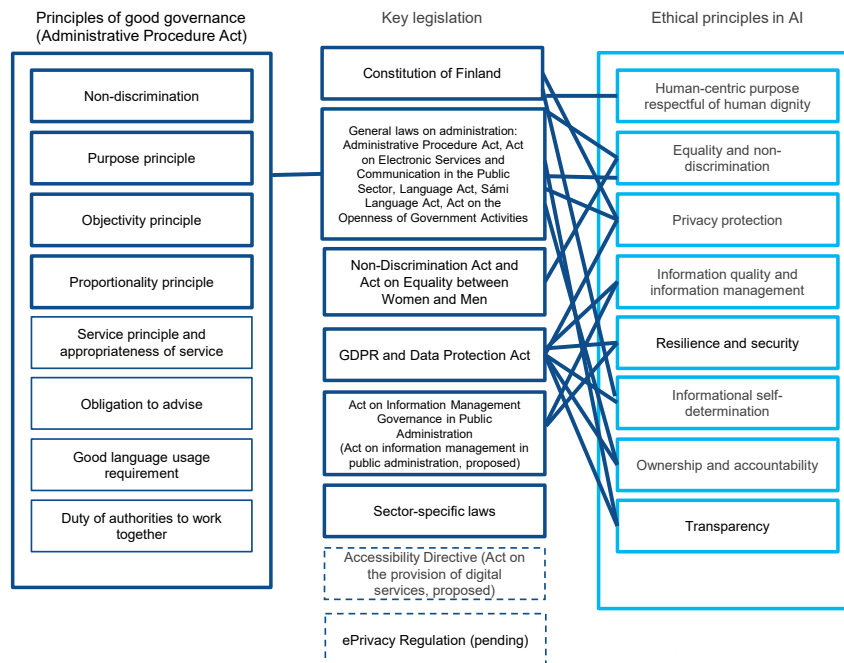 Principles of good governance
(Administrative Procedure Act)
Non-discrimination
Purpose principle
Objectivity principle
Proportionality principle
Service principle and
appropriateness of service
Obligation to advise
Good language usage
requirement
Duty of authorities to work
together
Key legislation
Constitution of Finland
General laws on administration:
Administrative Procedure Act, Act
on Electronic Services and
Communication in the Public
Sector, Language Act, Sámi
Language Act, Act on the
Openness of Government Activities
Non-Discrimination Act and
Act on Equality between
Women and Men
GDPR and Data Protection Act
Act on Information Management
Governance in Public
Administration
(Act on information management in
public administration, proposed)
Sector-specific laws
Accessibility Directive (Act on
the provision of digital
services, proposed)
ePrivacy Regulation (pending)
Ethical principles in AI
Human-centric purpose
respectful of human dignity
Equality and non-
discrimination
Privacy protection
Information quality and
information management
Resilience and security
Informational self-
determination
Ownership and accountability
Transparency